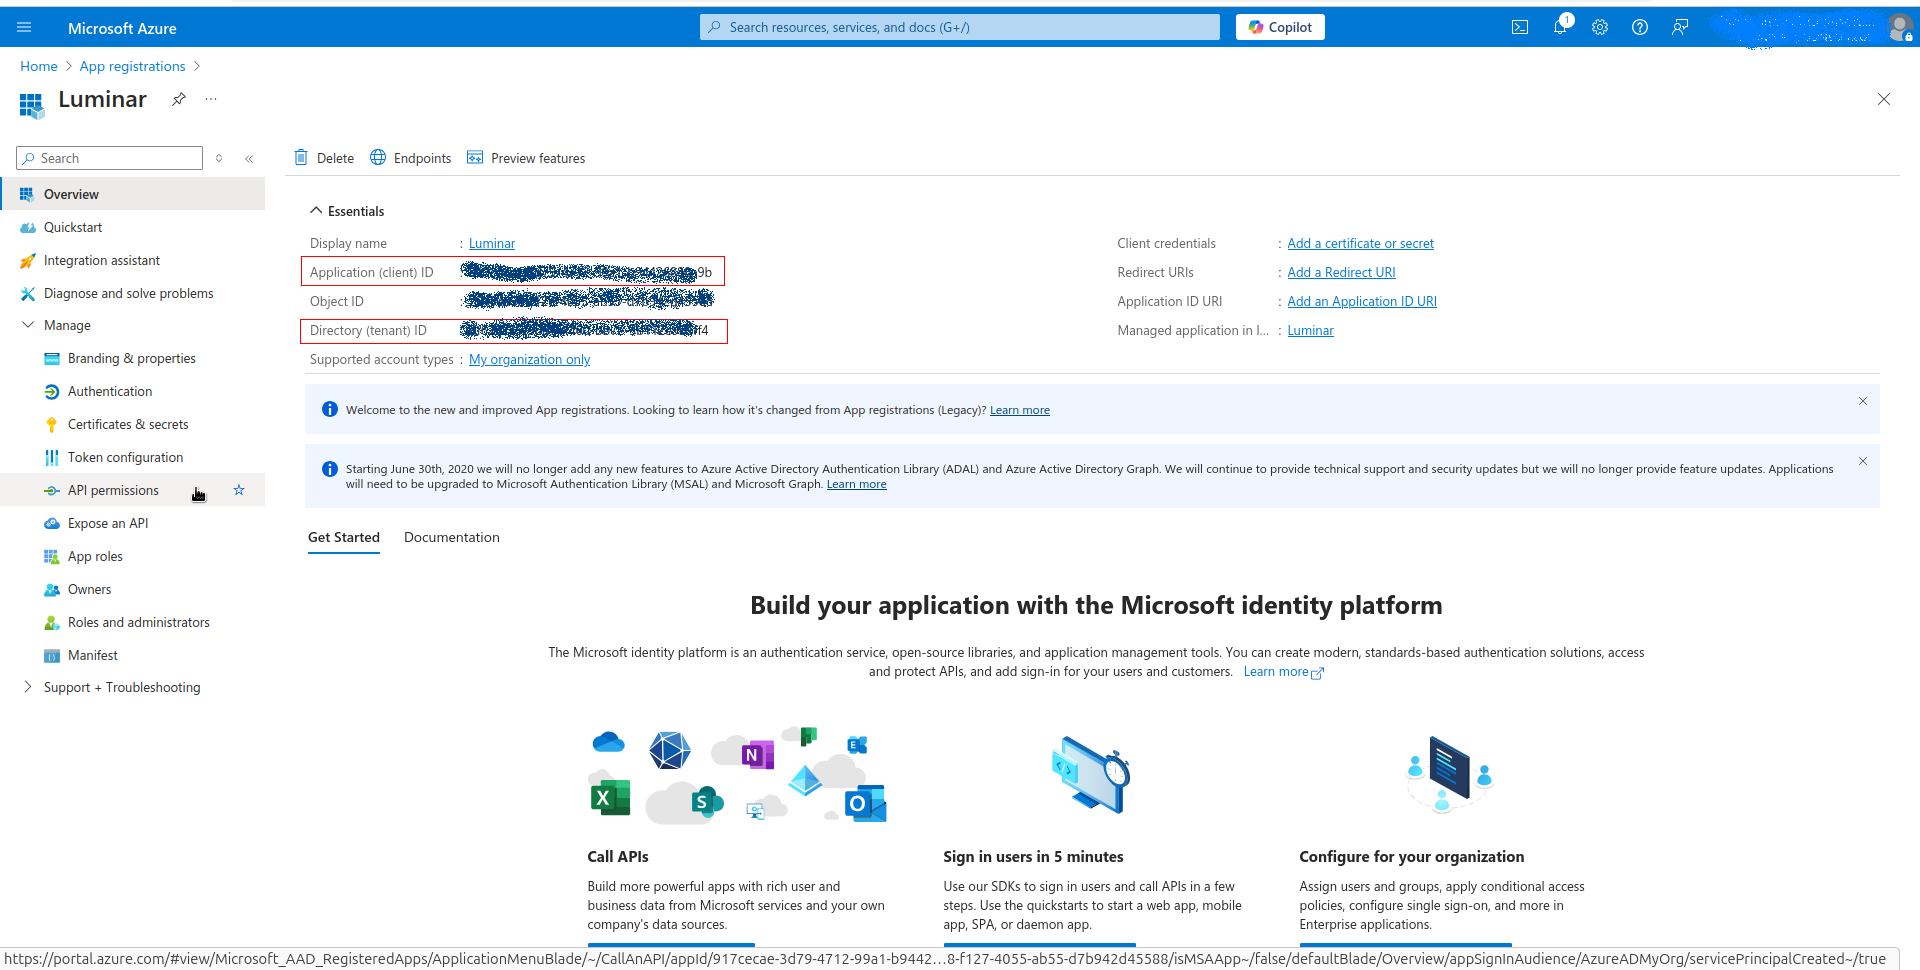 Microsoft Azure
Search resources, services, and docs (G+/)
Copilot
1
Home > App registrations >
Luminar
Search
Delete
Endpoints
Preview features
Overview
Quickstart
Integration assistant
Diagnose and solve problems
Manage
Branding & properties
Authentication
Certificates & secrets
Token configuration
API permissions
Expose an API
App roles
Owners
Roles and administrators
Manifest
Support + Troubleshooting
Essentials
Display name : Luminar
Application (client) ID :
Object ID :
Directory (tenant) ID :
Supported account types : My organization only
Client credentials : Add a certificate or secret
Redirect URIs : Add a Redirect URI
Application ID URI : Add an Application ID URI
Managed application in l... : Luminar
Welcome to the new and improved App registrations. Looking to learn how it's changed from App registrations (Legacy)? Learn more
Starting June 30th, 2020 we will no longer add any new features to Azure Active Directory Authentication Library (ADAL) and Azure Active Directory Graph. We will continue to provide technical support and security updates but we will no longer provide feature updates. Applications
will need to be upgraded to Microsoft Authentication Library (MSAL) and Microsoft Graph. Learn more
Get Started
Documentation
Build your application with the Microsoft identity platform
The Microsoft identity platform is an authentication service, open-source libraries, and application management tools. You can create modern, standards-based authentication solutions, access
and protect APIs, and add sign-in for your users and customers. Learn more
N
E
X
S
O
Call APIs
Build more powerful apps with rich user and
business data from Microsoft services and your own
company's data sources.
Sign in users in 5 minutes
Use our SDKs to sign in users and call APIs in a few
steps. Use the quickstarts to start a web app, mobile
app, SPA, or daemon app.
Configure for your organization
Assign users and groups, apply conditional access
policies, configure single sign-on, and more in
Enterprise applications.
https://portal.azure.com/#view/Microsoft_AAD_RegisteredApps/ApplicationMenuBlade/~/CallAnAPI/appId/917cecae-3d79-4712-99a1-b9442…8-f127-4055-ab55-d7b942d45588/isMSAApp~/false/defaultBlade/Overview/appSignInAudience/AzureADMyOrg/servicePrincipalCreated~/true